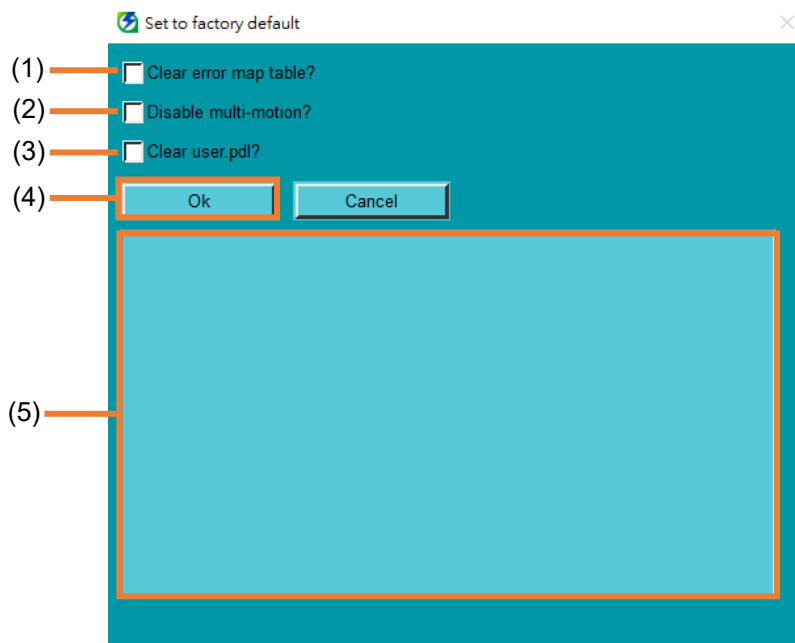 Set to factory default
(1) Clear error map table?
(2) Disable multi-motion?
(3) Clear user.pdl?
(4) Ok Cancel
(5)